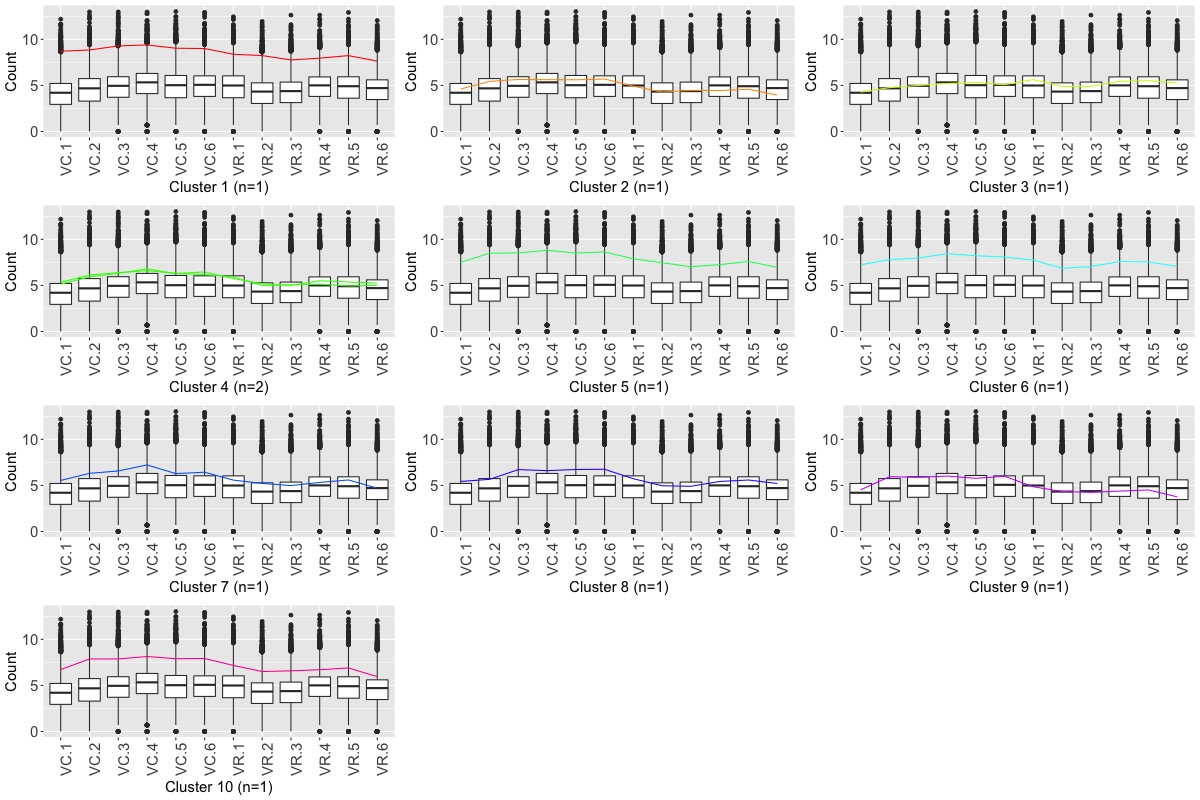 Count
10
5
0
VC.1 VC.2 VC.3 VC.4 VC.5 VC.6 VR.1 VR.2 VR.3 VR.4 VR.5 VR.6
Cluster 1 (n=1)
Count
10
5
0
VC.1 VC.2 VC.3 VC.4 VC.5 VC.6 VR.1 VR.2 VR.3 VR.4 VR.5 VR.6
Cluster 2 (n=1)
Count
10
5
0
VC.1 VC.2 VC.3 VC.4 VC.5 VC.6 VR.1 VR.2 VR.3 VR.4 VR.5 VR.6
Cluster 3 (n=1)
Count
10
5
0
VC.1 VC.2 VC.3 VC.4 VC.5 VC.6 VR.1 VR.2 VR.3 VR.4 VR.5 VR.6
Cluster 4 (n=2)
Count
10
5
0
VC.1 VC.2 VC.3 VC.4 VC.5 VC.6 VR.1 VR.2 VR.3 VR.4 VR.5 VR.6
Cluster 5 (n=1)
Count
10
5
0
VC.1 VC.2 VC.3 VC.4 VC.5 VC.6 VR.1 VR.2 VR.3 VR.4 VR.5 VR.6
Cluster 6 (n=1)
Count
10
5
0
VC.1 VC.2 VC.3 VC.4 VC.5 VC.6 VR.1 VR.2 VR.3 VR.4 VR.5 VR.6
Cluster 7 (n=1)
Count
10
5
0
VC.1 VC.2 VC.3 VC.4 VC.5 VC.6 VR.1 VR.2 VR.3 VR.4 VR.5 VR.6
Cluster 8 (n=1)
Count
10
5
0
VC.1 VC.2 VC.3 VC.4 VC.5 VC.6 VR.1 VR.2 VR.3 VR.4 VR.5 VR.6
Cluster 9 (n=1)
Count
10
5
0
VC.1 VC.2 VC.3 VC.4 VC.5 VC.6 VR.1 VR.2 VR.3 VR.4 VR.5 VR.6
Cluster 10 (n=1)